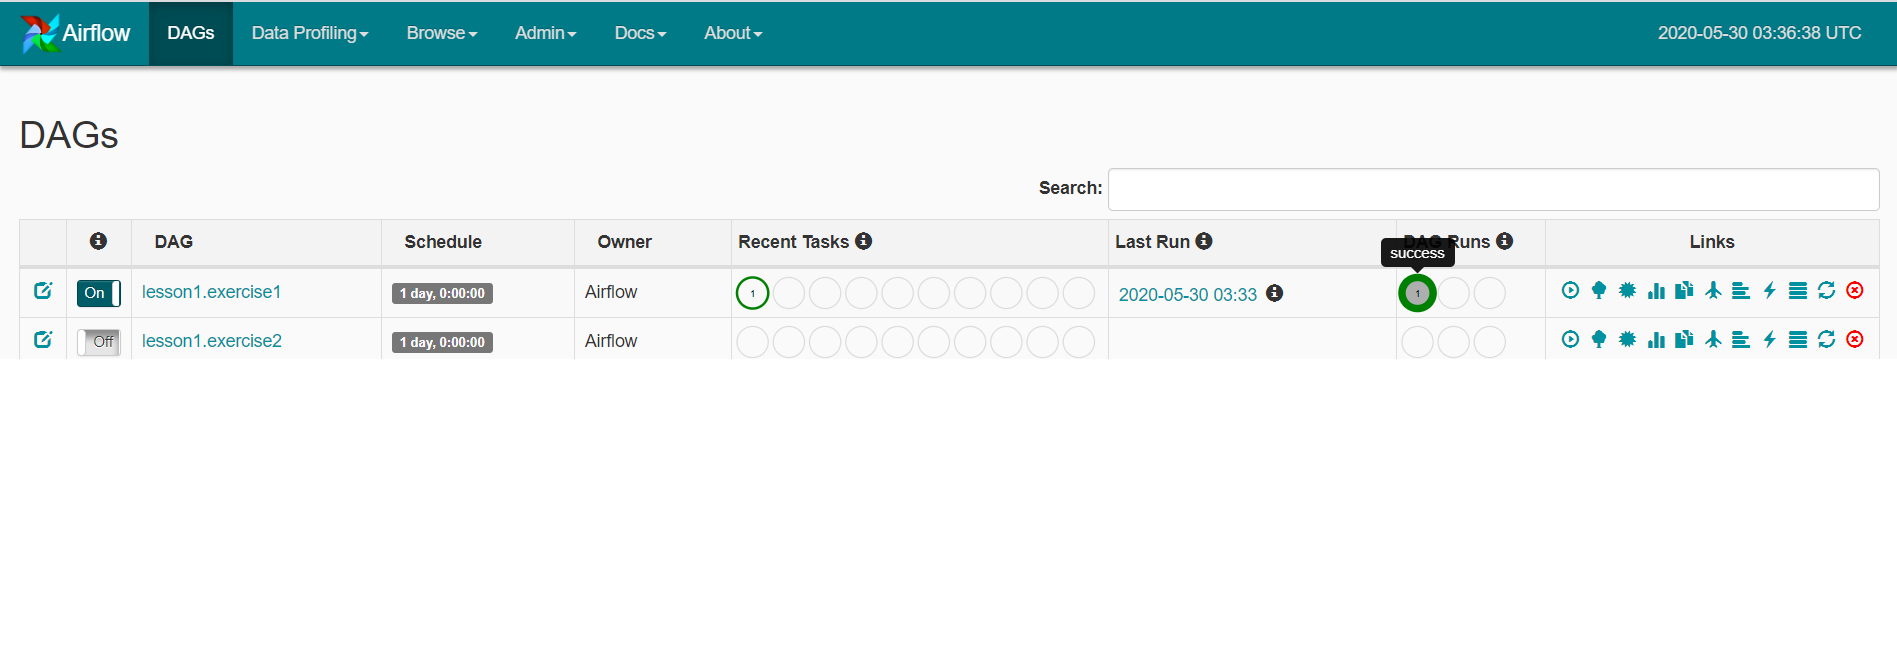 Airflow DAGs Data Profiling Browse Admin Docs About 2020-05-30 03:36:38 UTC
DAGs
Search:
DAG Schedule Owner Recent Tasks Last Run DAG Runs Links
success
On lesson1.exercise1 1 day, 0:00:00 Airflow 1 2020-05-30 03:33 1
Off lesson1.exercise2 1 day, 0:00:00 Airflow